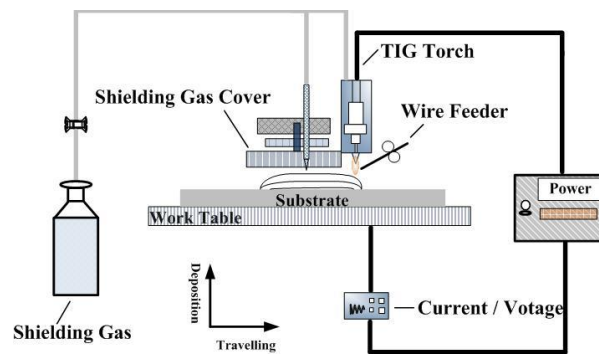 TIG Torch
Shielding Gas Cover
Wire Feeder
Power
Substrate
Work Table
Deposition
Travelling
Current / Votage
Shielding Gas